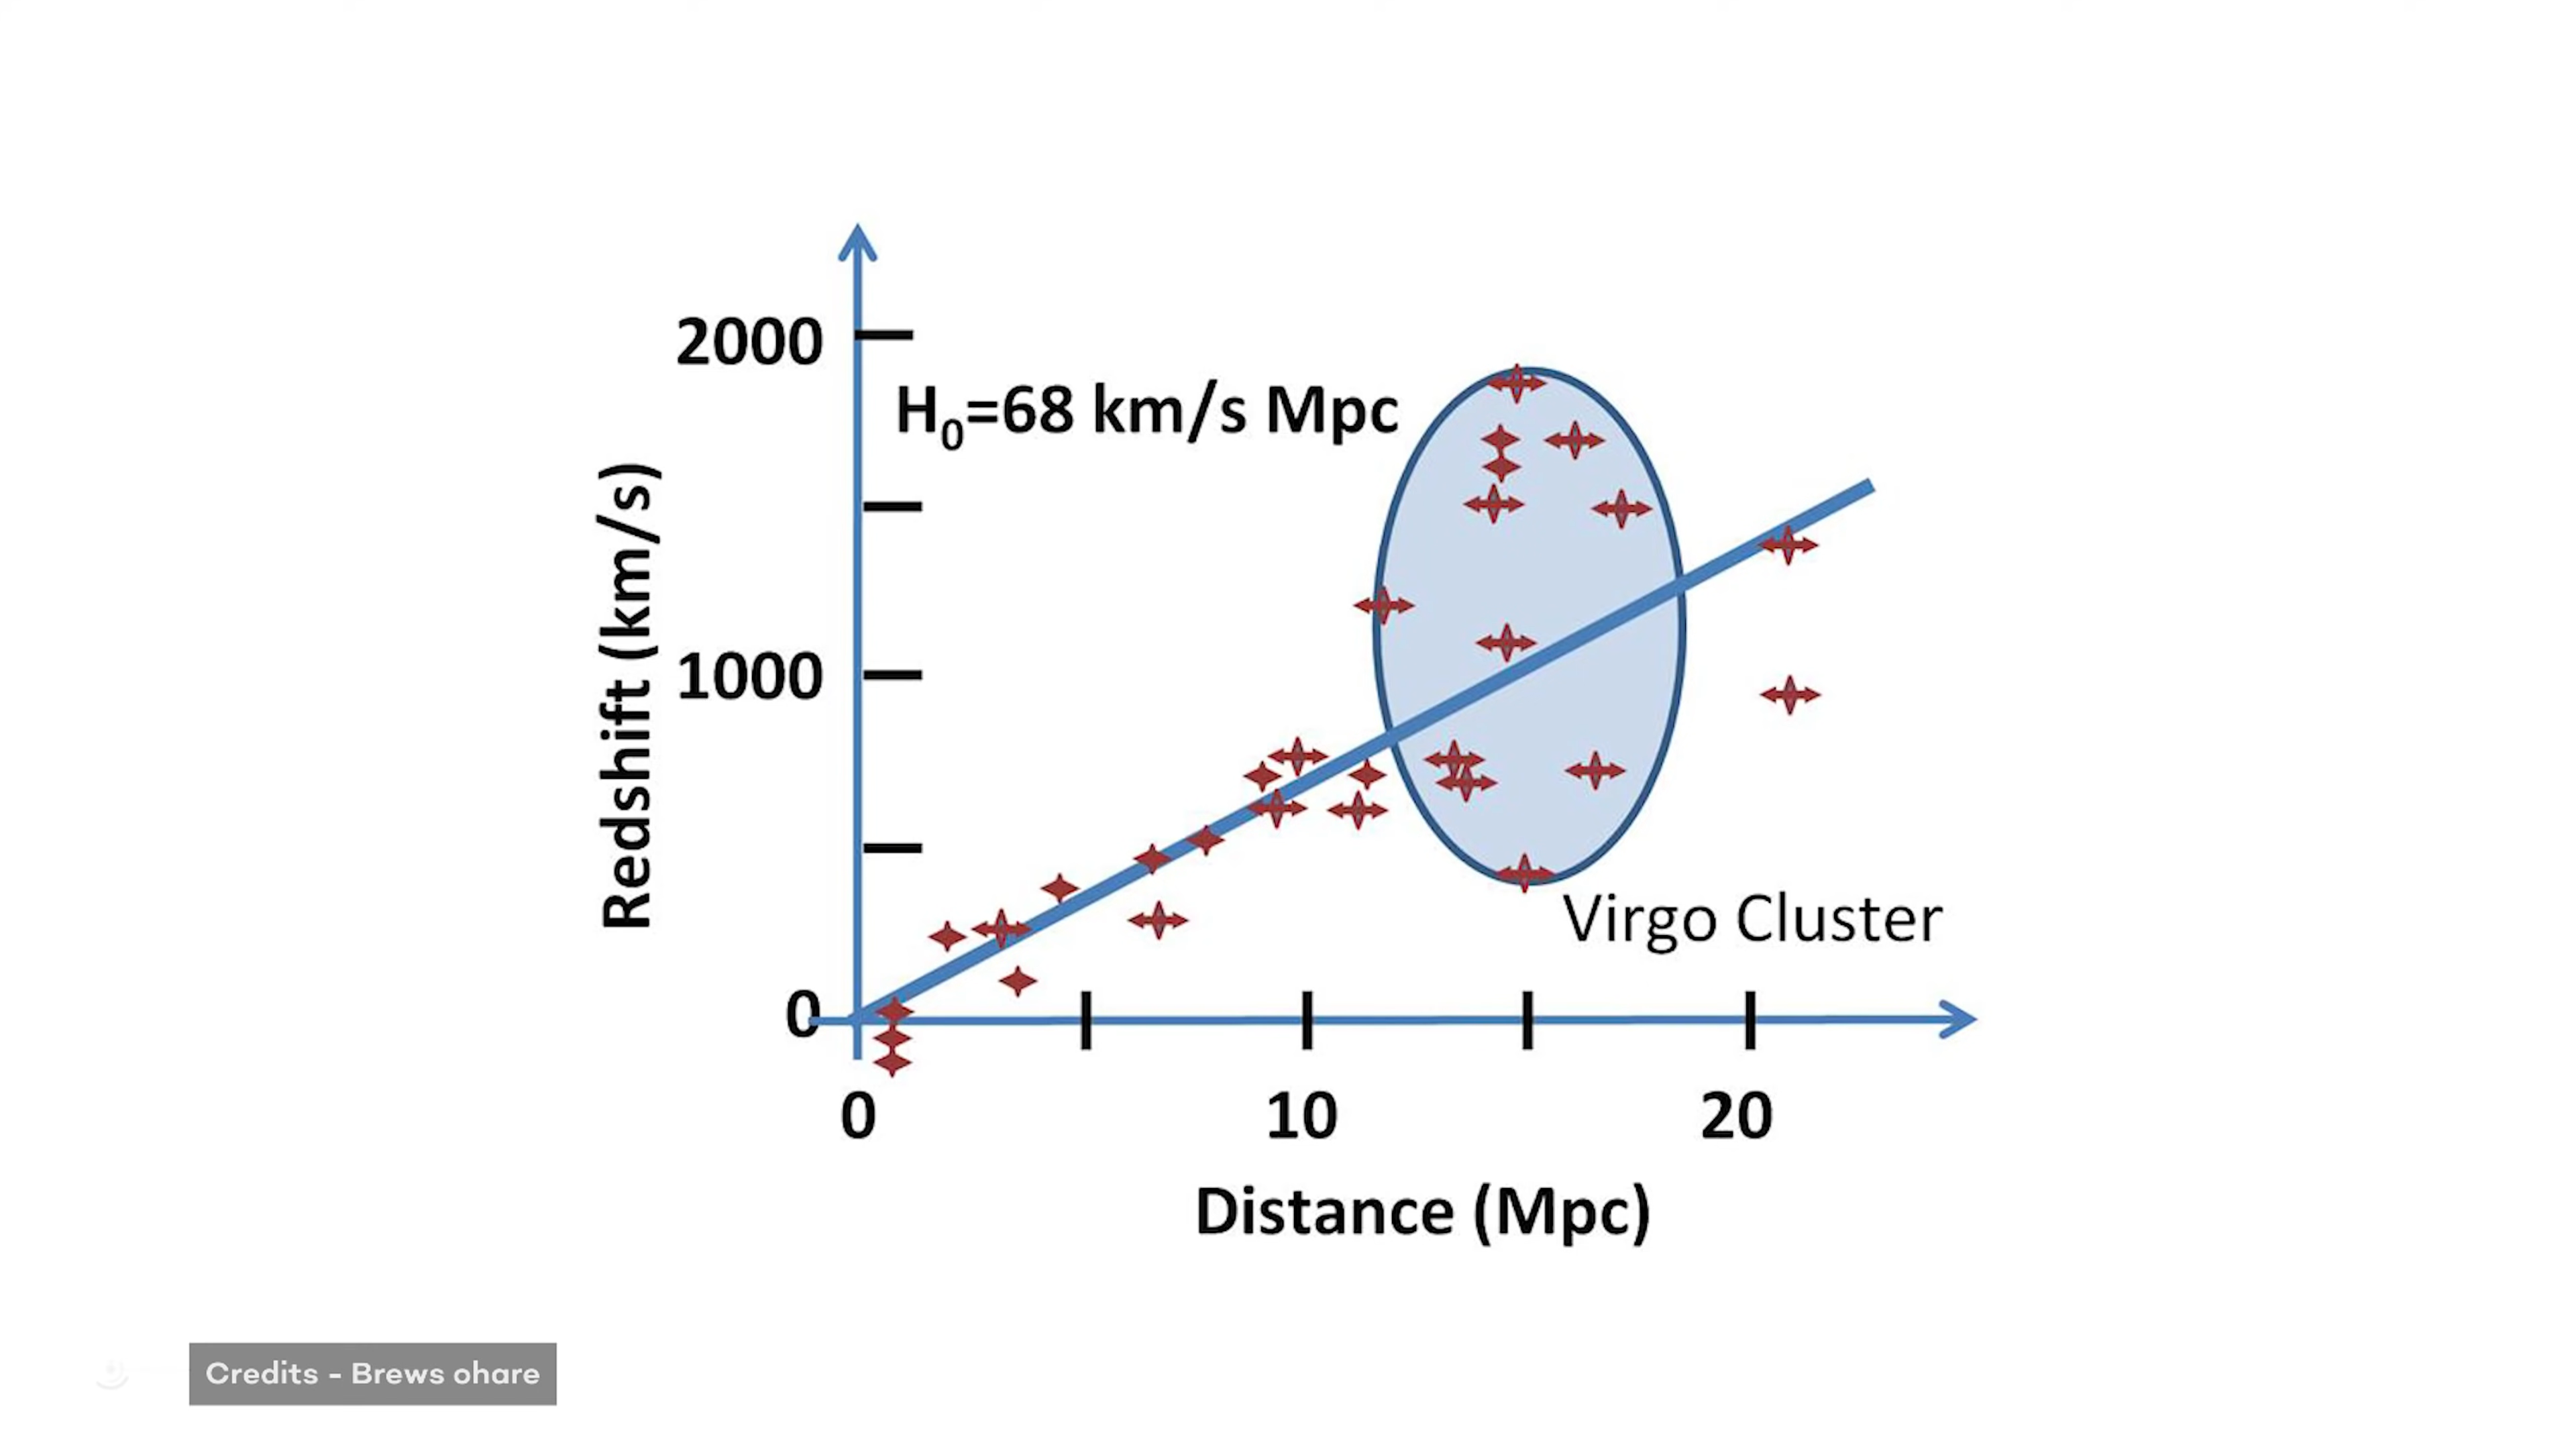 2000
H₀=68 km/s Mpc
Redshift (km/s)
1000
Virgo Cluster
0
0 10 20
Distance (Mpc)
Credits - Brews ohare